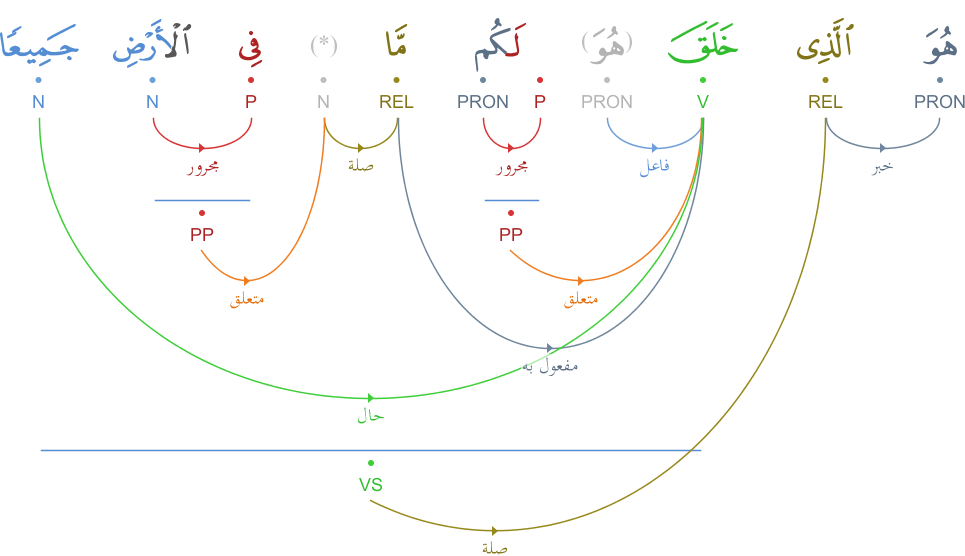 هُوَ ٱلَّذِى خَلَقَ (هُوَ) لَكُم مَّا (*) فِى ٱلْأَرْضِ جَمِيعًا
PRON REL V PRON P PRON REL N P N N
خبر فاعل مجرور صلة مجرور
PP PP
متعلق متعلق
مفعول به
حال
VS
صلة